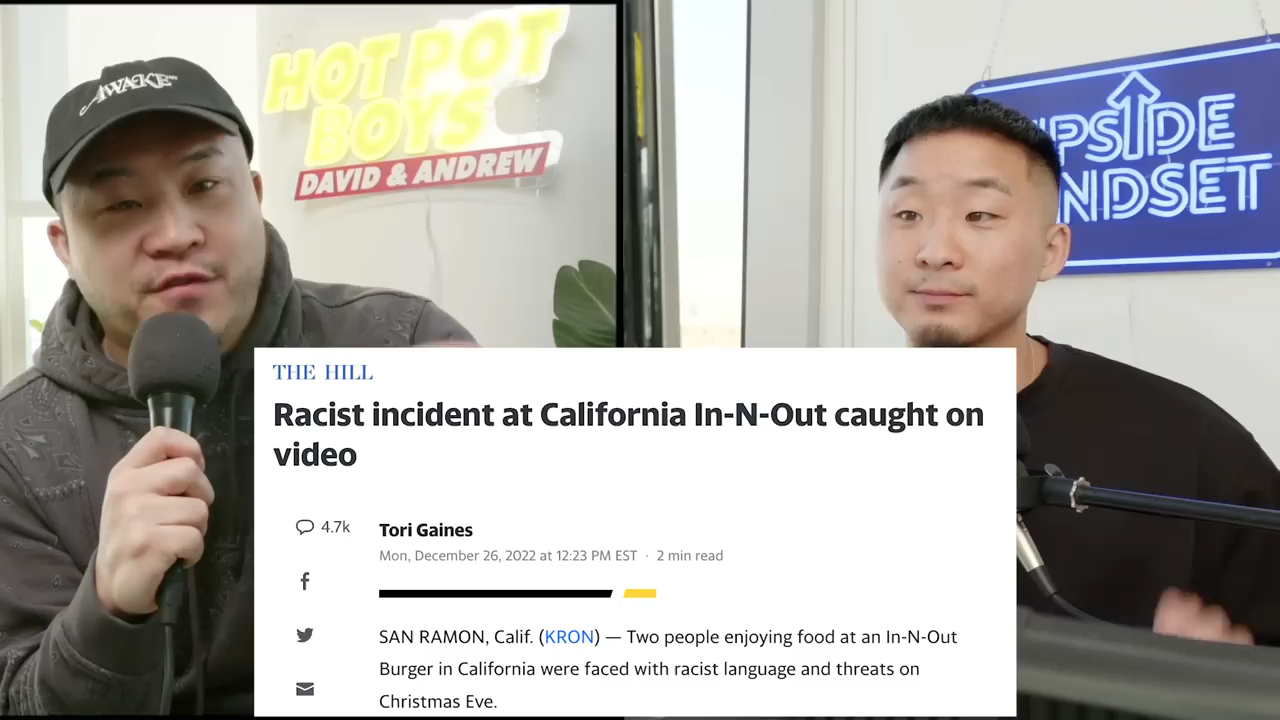 AWAKE
HOT POT
BOYS
DAVID & ANDREW
PSIDE
NDSET
THE HILL
Racist incident at California In-N-Out caught on
video
4.7k
Tori Gaines
Mon, December 26, 2022 at 12:23 PM EST · 2 min read
SAN RAMON, Calif. (KRON) — Two people enjoying food at an In-N-Out
Burger in California were faced with racist language and threats on
Christmas Eve.